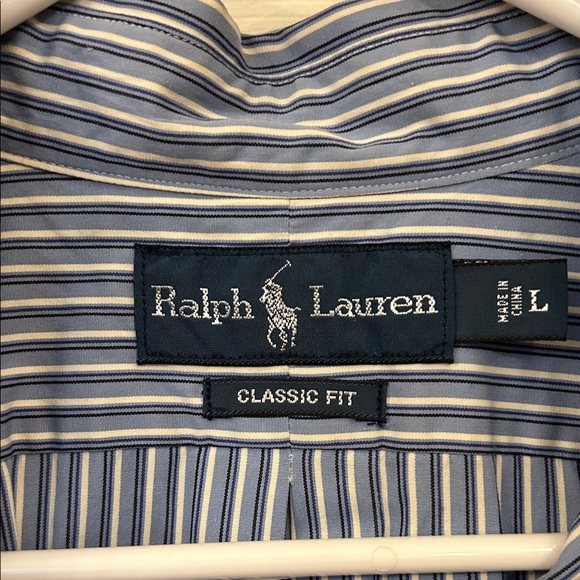 Ralph Lauren
MADE IN
CHINA
L
CLASSIC FIT